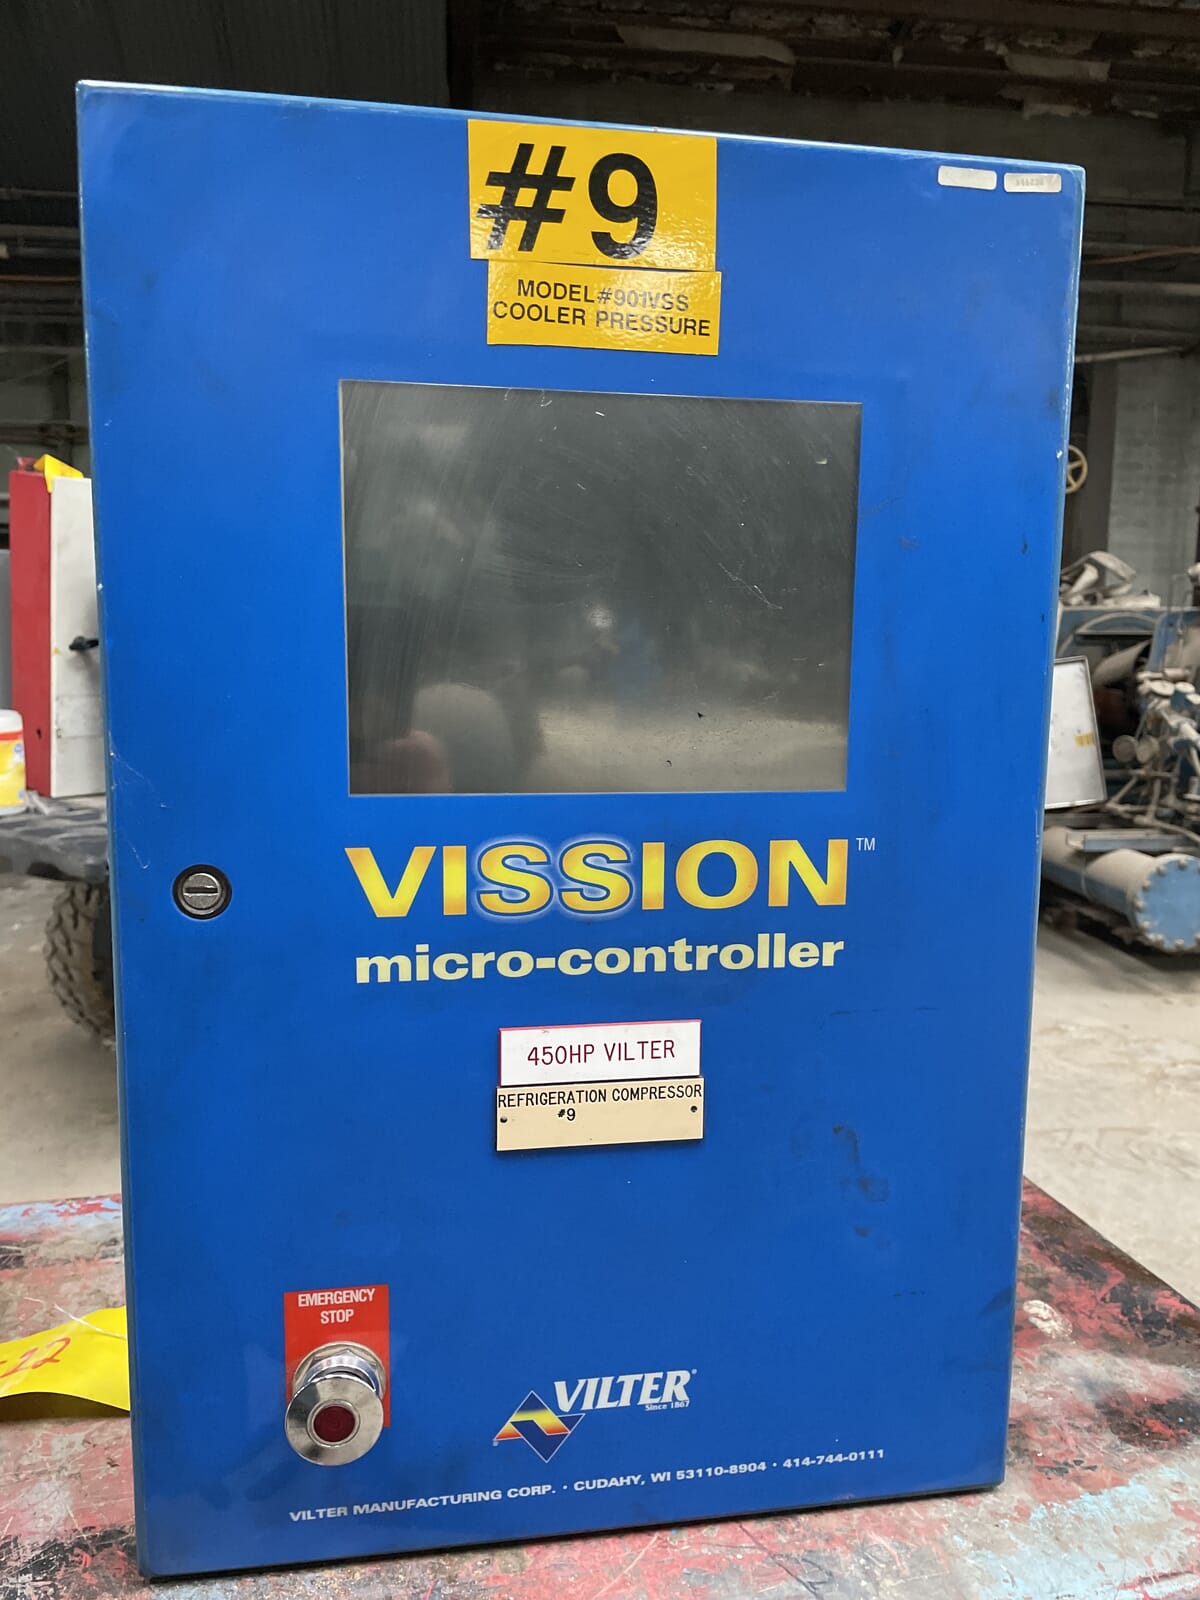 #9
MODEL#901VSS
COOLER PRESSURE
VISSION™
micro-controller
450HP VILTER
REFRIGERATION COMPRESSOR
#9
EMERGENCY
STOP
VILTER®
Since 1867
VILTER MANUFACTURING CORP. · CUDAHY, WI 53110-8904 · 414-744-0111
-22